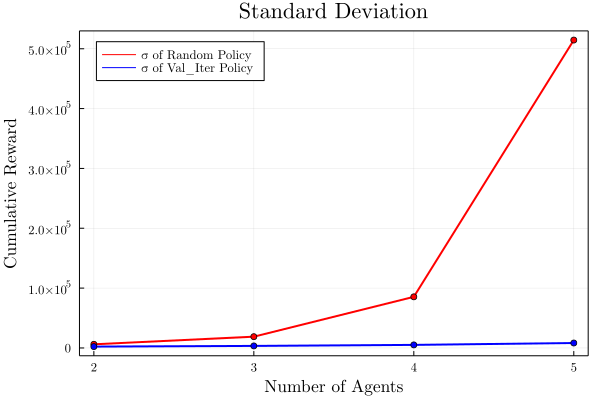 Standard Deviation
σ of Random Policy
σ of Val_Iter Policy
Cumulative Reward
5.0×10⁵
4.0×10⁵
3.0×10⁵
2.0×10⁵
1.0×10⁵
0
2 3 4 5
Number of Agents